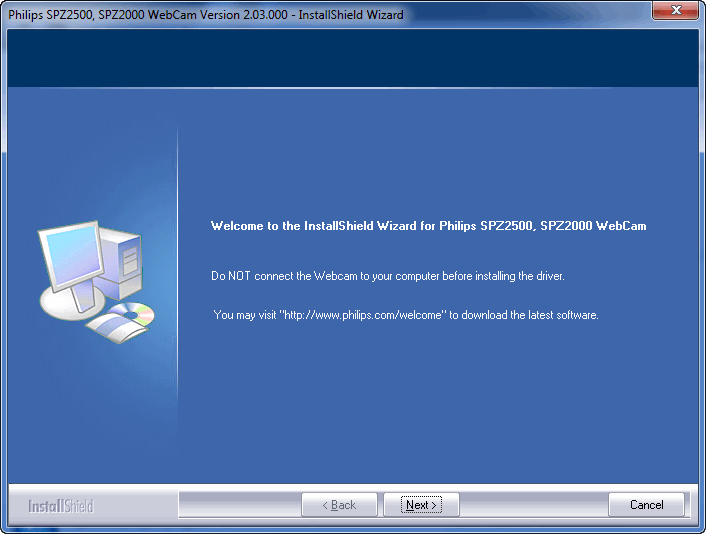 Philips SPZ2500, SPZ2000 WebCam Version 2.03.000 - InstallShield Wizard
Welcome to the InstallShield Wizard for Philips SPZ2500, SPZ2000 WebCam
Do NOT connect the Webcam to your computer before installing the driver.
You may visit "http://www.philips.com/welcome" to download the latest software.
InstallShield
< Back
Next >
Cancel